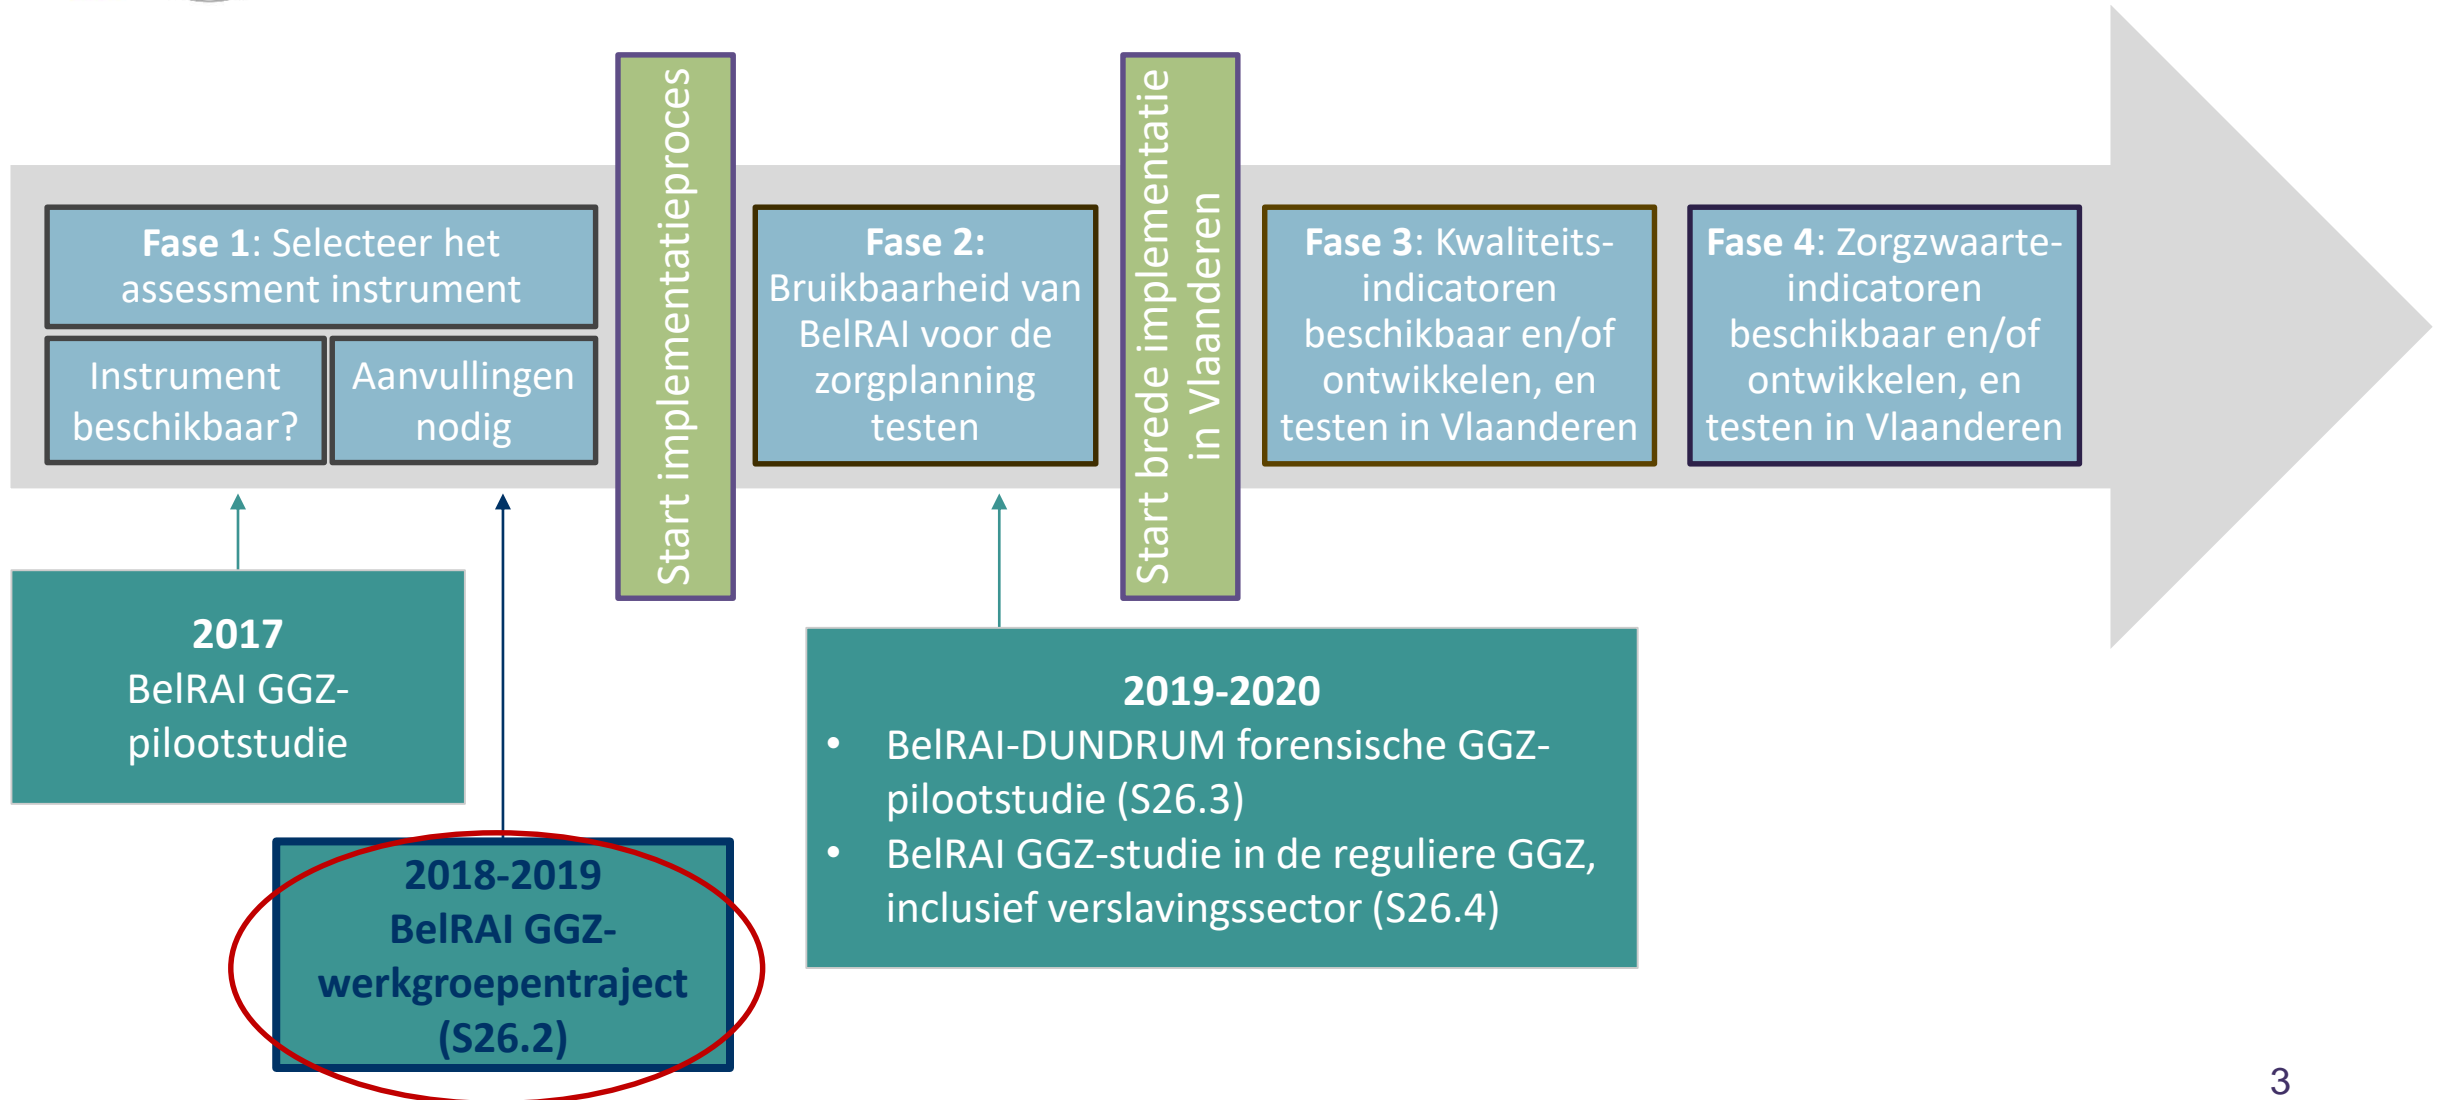 Fase 1: Selecteer het
assessment instrument
Instrument
beschikbaar?
Aanvullingen
nodig
Start implementatieproces
Fase 2:
Bruikbaarheid van
BelRAI voor de
zorgplanning
testen
Start brede implementatie
in Vlaanderen
Fase 3: Kwaliteits-
indicatoren
beschikbaar en/of
ontwikkelen, en
testen in Vlaanderen
Fase 4: Zorgzwaarte-
indicatoren
beschikbaar en/of
ontwikkelen, en
testen in Vlaanderen
2017
BelRAI GGZ-
pilootstudie
2018-2019
BelRAI GGZ-
werkgroepentraject
(S26.2)
2019-2020
• BelRAI-DUNDRUM forensische GGZ-
pilootstudie (S26.3)
• BelRAI GGZ-studie in de reguliere GGZ,
inclusief verslavingssector (S26.4)
3